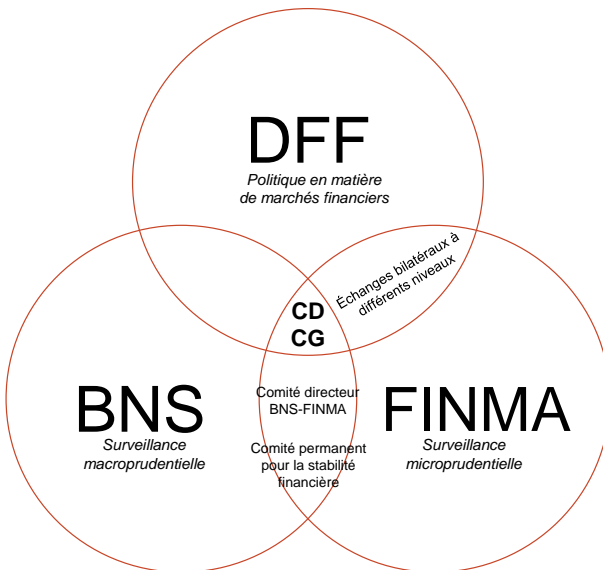 DFF
Politique en matière
de marchés financiers
Échanges bilatéraux à
différents niveaux
CD
CG
BNS
Surveillance
macroprudentielle
Comité directeur
BNS-FINMA
Comité permanent
pour la stabilité
financière
FINMA
Surveillance
microprudentielle